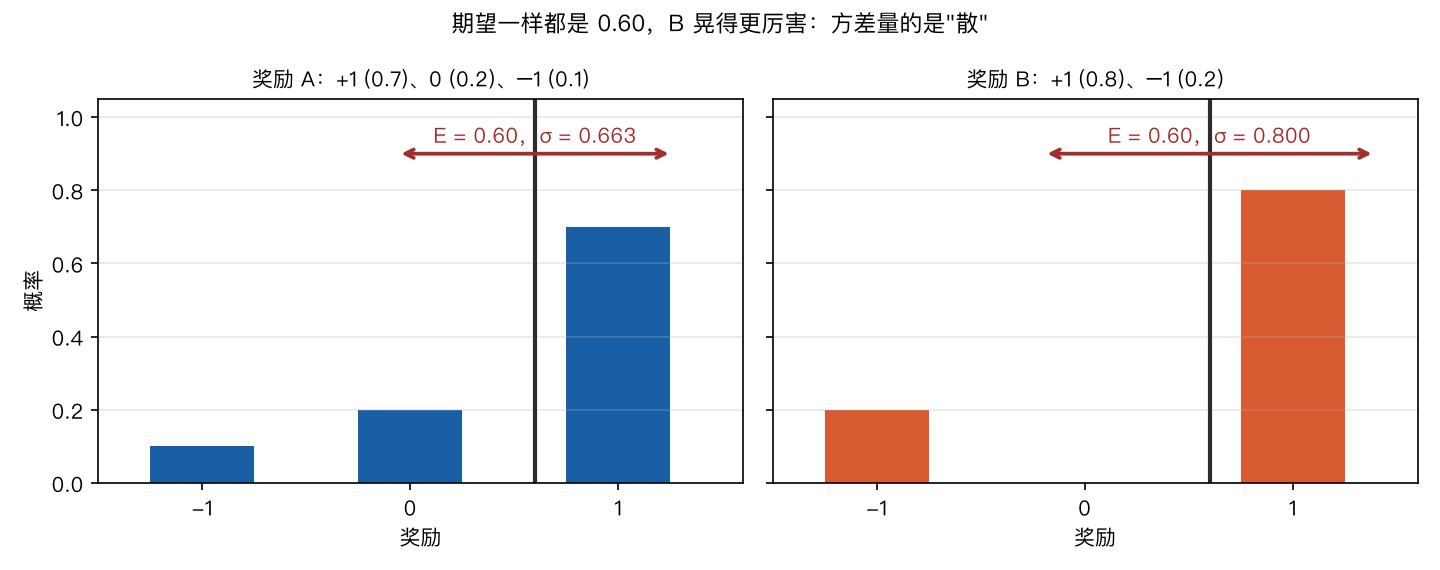 期望一样都是 0.60，B 晃得更厉害：方差量的是"散"
奖励 A：+1 (0.7)、0 (0.2)、−1 (0.1)
E = 0.60，σ = 0.663
1.0
0.8
0.6
0.4
0.2
0.0
概率
−1
0
1
奖励
奖励 B：+1 (0.8)、−1 (0.2)
E = 0.60，σ = 0.800
−1
0
1
奖励